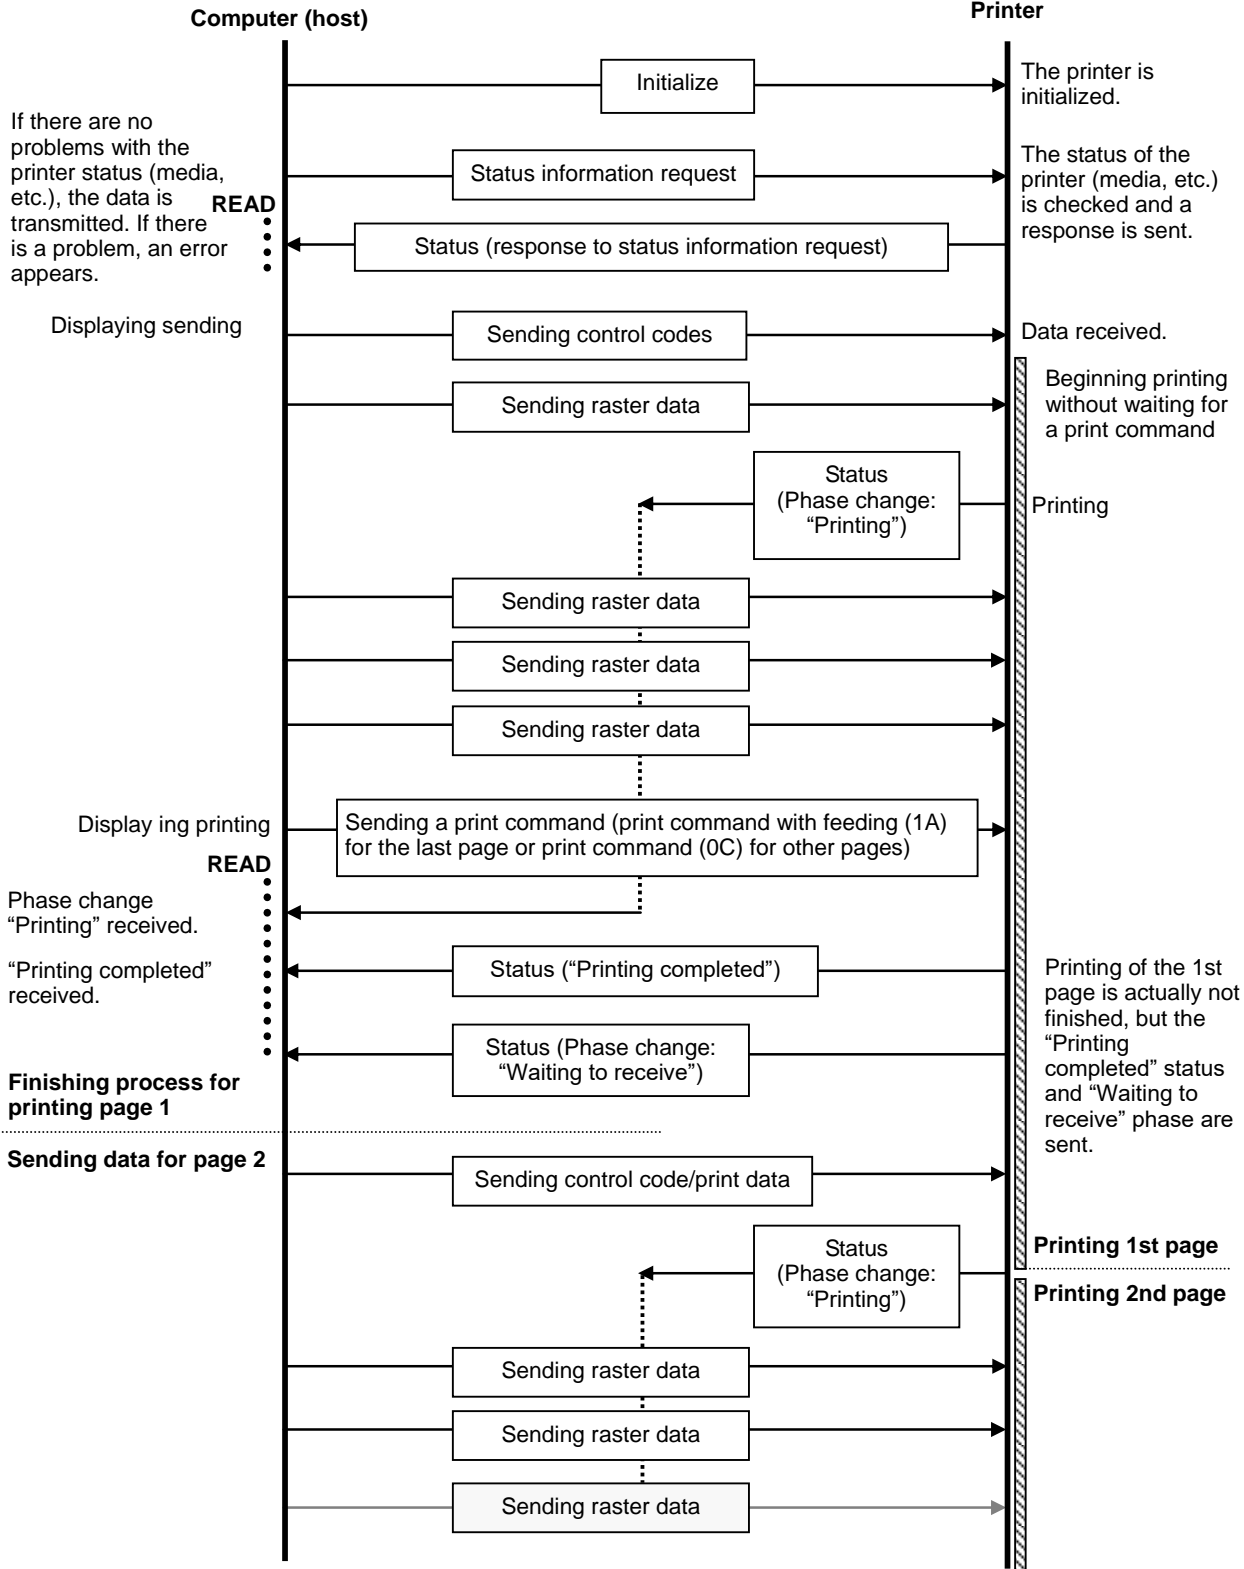 Computer (host)
Printer
Initialize
The printer is
initialized.
If there are no
problems with the
printer status (media,
etc.), the data is
transmitted. If there
is a problem, an error
appears.
READ
Status information request
The status of the
printer (media, etc.)
is checked and a
response is sent.
Status (response to status information request)
Displaying sending
Sending control codes
Data received.
Sending raster data
Beginning printing
without waiting for
a print command
Status
(Phase change:
“Printing”)
Printing
Sending raster data
Sending raster data
Sending raster data
Display ing printing
Sending a print command (print command with feeding (1A)
for the last page or print command (0C) for other pages)
READ
Phase change
“Printing” received.
“Printing completed”
received.
Status (“Printing completed”)
Printing of the 1st
page is actually not
finished, but the
“Printing
completed” status
and “Waiting to
receive” phase are
sent.
Status (Phase change:
“Waiting to receive”)
Finishing process for
printing page 1
Sending data for page 2
Sending control code/print data
Status
(Phase change:
“Printing”)
Printing 1st page
Printing 2nd page
Sending raster data
Sending raster data
Sending raster data